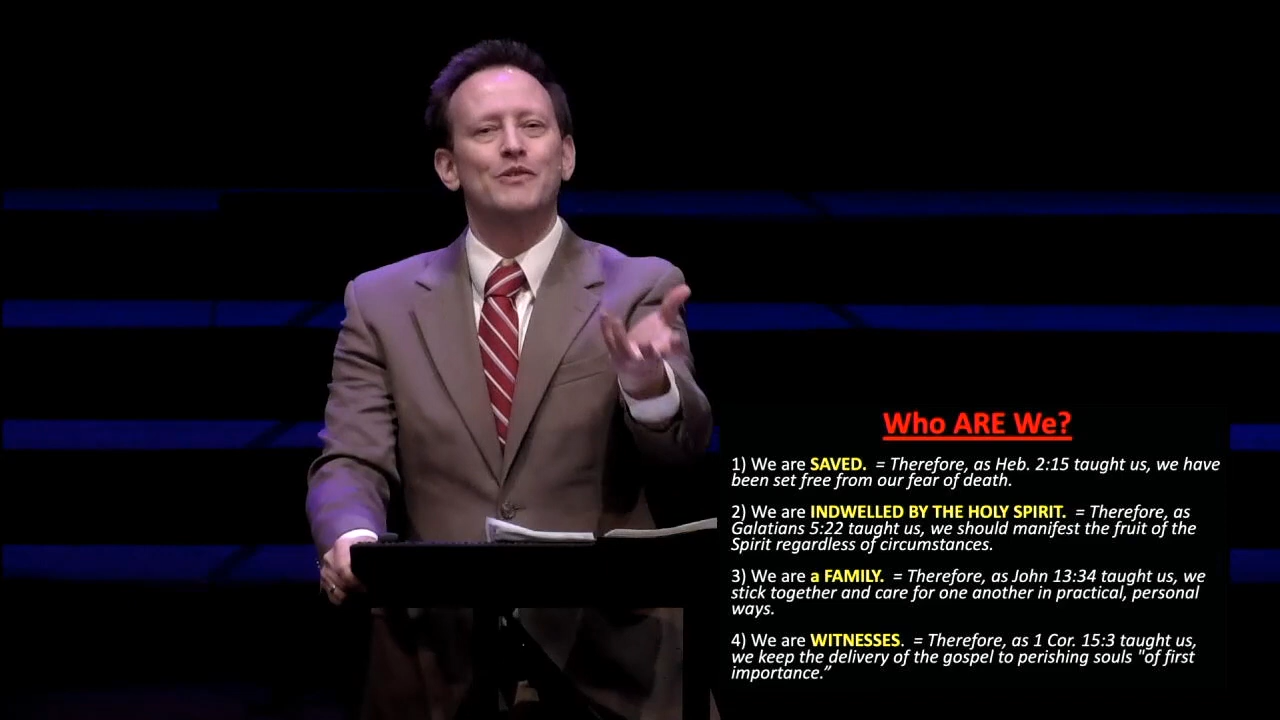 Who ARE We?
1) We are SAVED. = Therefore, as Heb. 2:15 taught us, we have
been set free from our fear of death.
2) We are INDWELLED BY THE HOLY SPIRIT. = Therefore, as
Galatians 5:22 taught us, we should manifest the fruit of the
Spirit regardless of circumstances.
3) We are a FAMILY. = Therefore, as John 13:34 taught us, we
stick together and care for one another in practical, personal
ways.
4) We are WITNESSES. = Therefore, as 1 Cor. 15:3 taught us,
we keep the delivery of the gospel to perishing souls "of first
importance.”